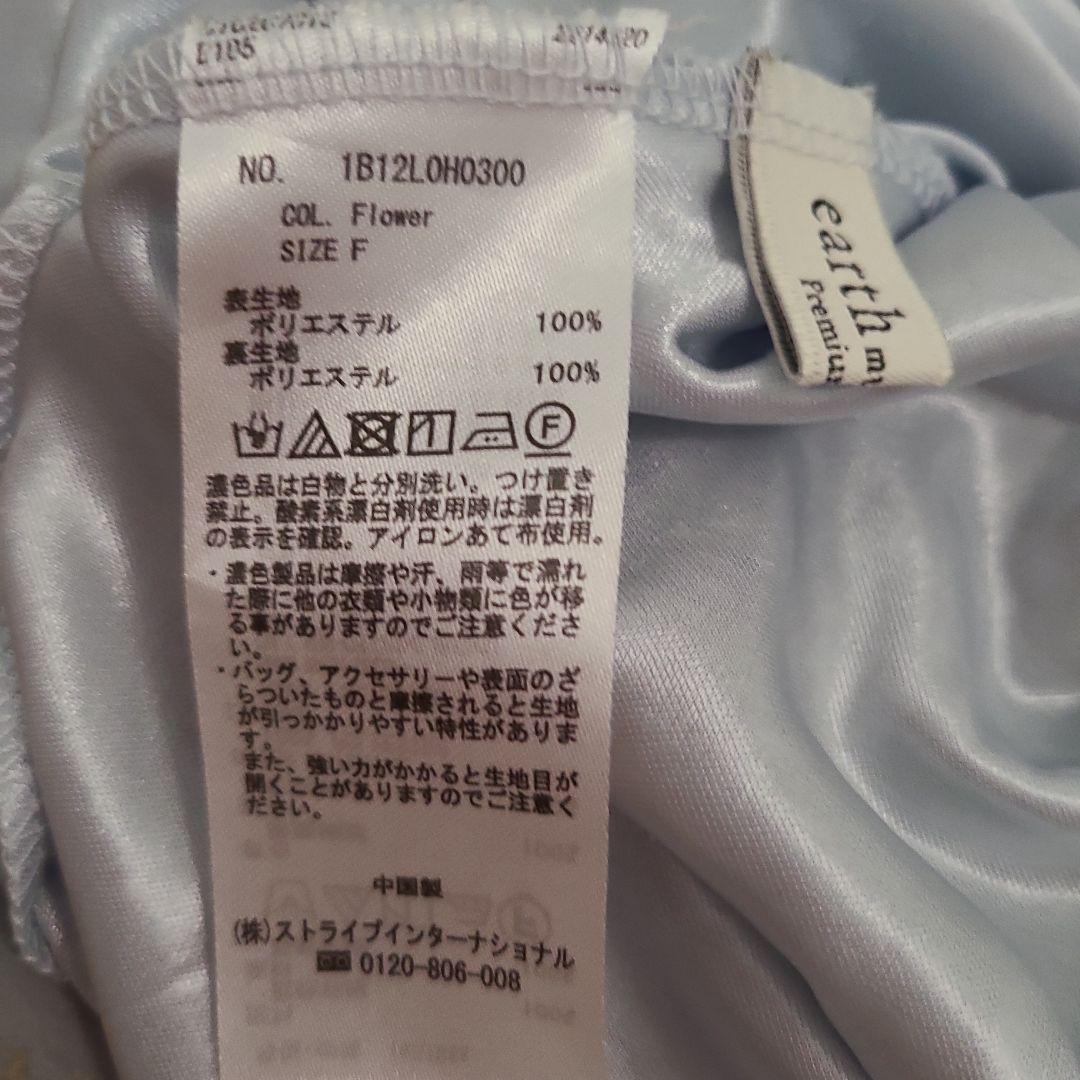 E105
NO. 1B12L0H0300
COL. Flower
SIZE F
表生地
ポリエステル 100%
裏生地
ポリエステル 100%
F
濃色品は白物と分別洗い。つけ置き
禁止。酸素系漂白剤使用時は漂白剤
の表示を確認。アイロンあて布使用。
・濃色製品は摩擦や汗、雨等で濡れ
た際に他の衣類や小物類に色が移
る事がありますのでご注意くださ
い。
・バッグ、アクセサリーや表面のざ
らついたものと摩擦されると生地
が引っかかりやすい特性がありま
す。
また、強い力がかかると生地目が
開くことがありますのでご注意く
ださい。
中国製
(株)ストライプインターナショナル
0120-806-008
earth my
Premium